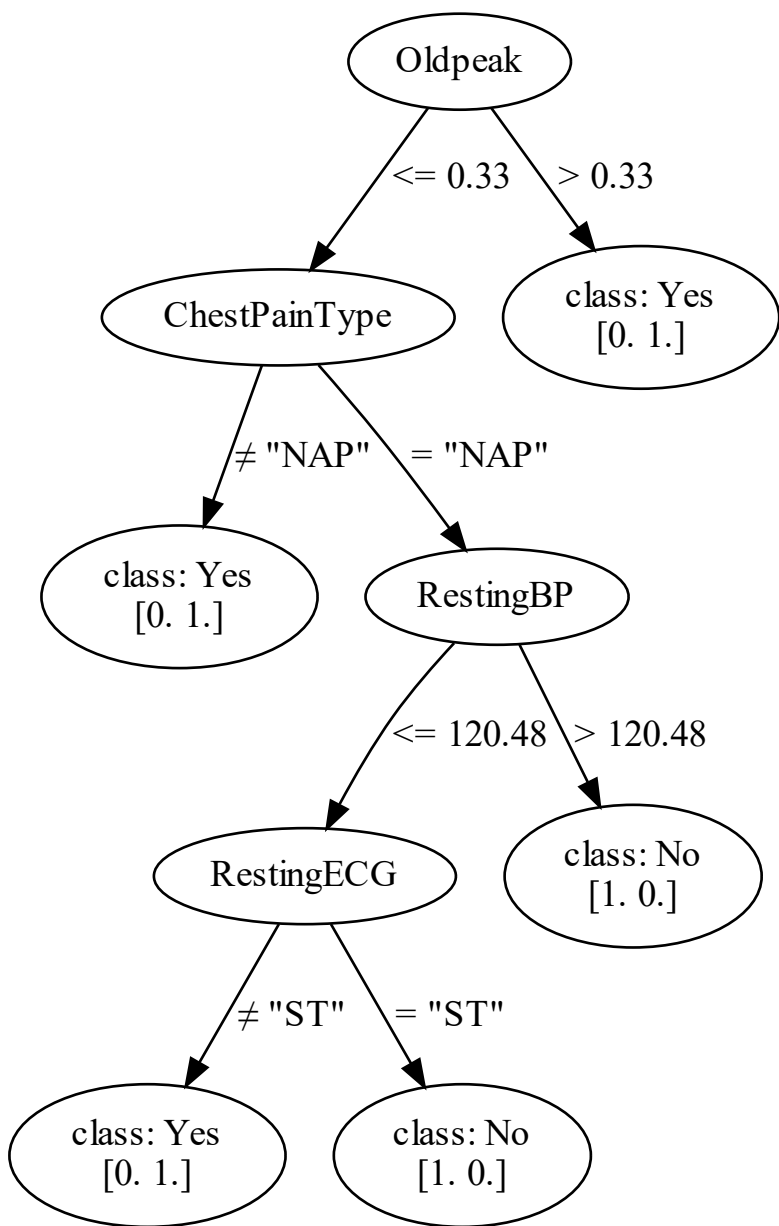 Oldpeak
<= 0.33
> 0.33
ChestPainType
class: Yes
[0. 1.]
≠ "NAP"
= "NAP"
class: Yes
[0. 1.]
RestingBP
<= 120.48
> 120.48
RestingECG
class: No
[1. 0.]
≠ "ST"
= "ST"
class: Yes
[0. 1.]
class: No
[1. 0.]